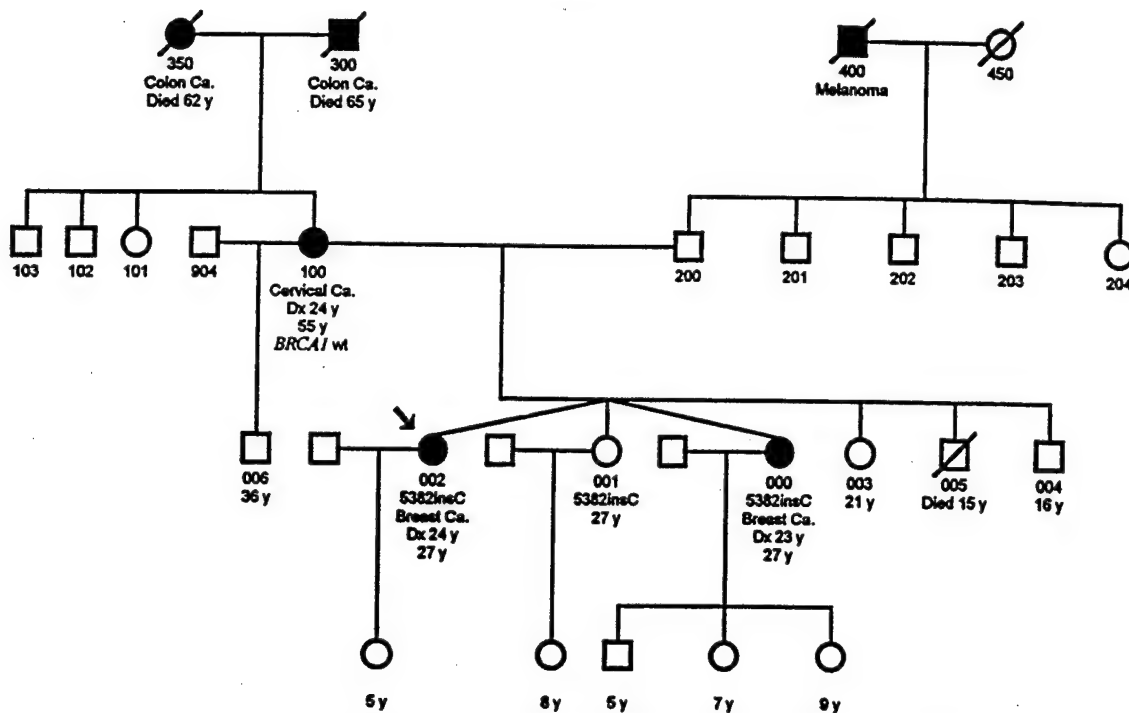 350
Colon Ca.
Died 62 y
300
Colon Ca.
Died 65 y
400
Melanoma
450
103
102
101
904
100
Cervical Ca.
Dx 24 y
55 y
BRCA1 wt
200
201
202
203
204
006
36 y
002
5382insC
Breast Ca.
Dx 24 y
27 y
001
5382insC
27 y
000
5382insC
Breast Ca.
Dx 23 y
27 y
003
21 y
005
Died 15 y
004
16 y
5 y
8 y
5 y
7 y
9 y